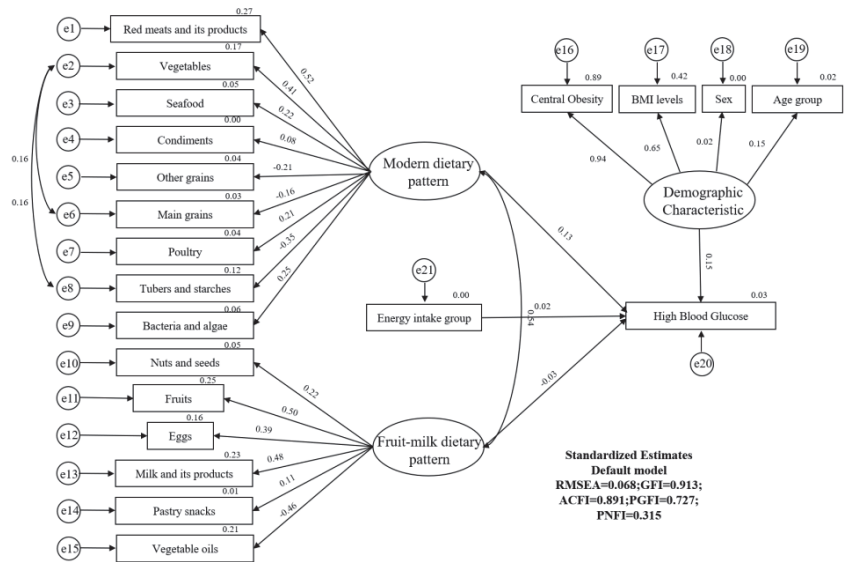 e1
Red meats and its products
0.27
e2
Vegetables
0.17
e3
Seafood
0.05
e4
Condiments
0.00
e5
Other grains
0.04
e6
Main grains
0.03
e7
Poultry
0.04
e8
Tubers and starches
0.12
e9
Bacteria and algae
0.06
e10
Nuts and seeds
0.05
e11
Fruits
0.25
e12
Eggs
0.16
e13
Milk and its products
0.23
e14
Pastry snacks
0.01
e15
Vegetable oils
0.21
0.16
0.16
0.52
0.41
0.22
0.08
-0.21
-0.16
0.21
-0.35
0.25
Modern dietary
pattern
0.22
0.50
0.39
0.48
0.11
-0.46
Fruit-milk dietary
pattern
e21
Energy intake group
0.00
0.02
0.13
0.54
-0.03
e16
e17
e18
e19
Central Obesity
0.89
BMI levels
0.42
Sex
0.00
Age group
0.02
0.94
0.65
0.02
0.15
Demographic
Characteristic
0.15
High Blood Glucose
0.03
e20
Standardized Estimates
Default model
RMSEA=0.068;GFI=0.913;
ACFI=0.891;PGFI=0.727;
PNFI=0.315